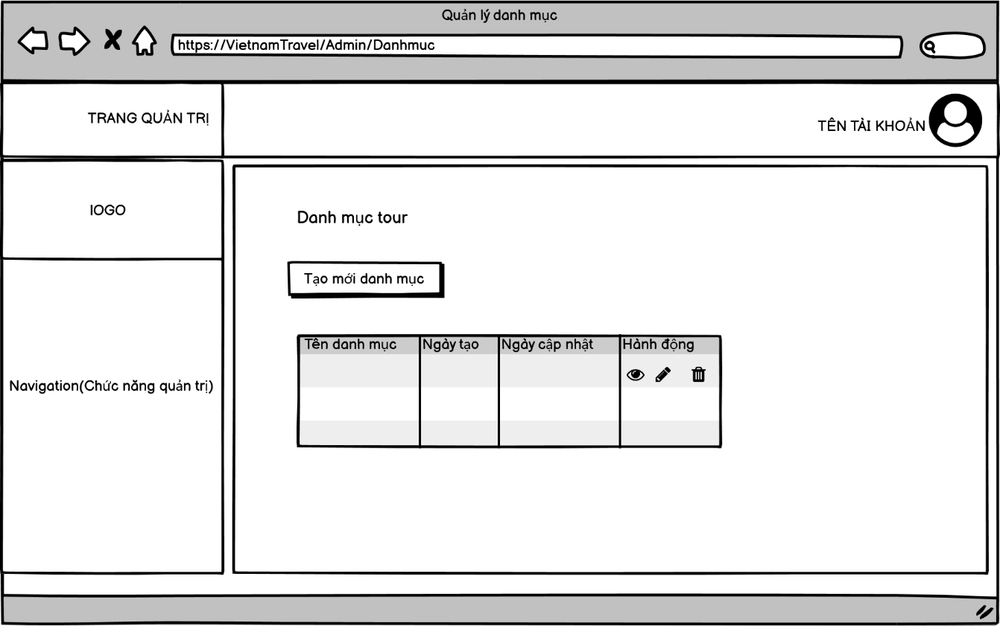 Quản lý danh mục
https://VietnamTravel/Admin/Danhmuc
TRANG QUẢN TRỊ
TÊN TÀI KHOẢN
lOGO
Danh mục tour
Tạo mới danh mục
Tên danh mục Ngày tạo Ngày cập nhật Hành động
Navigation(Chức năng quản trị)